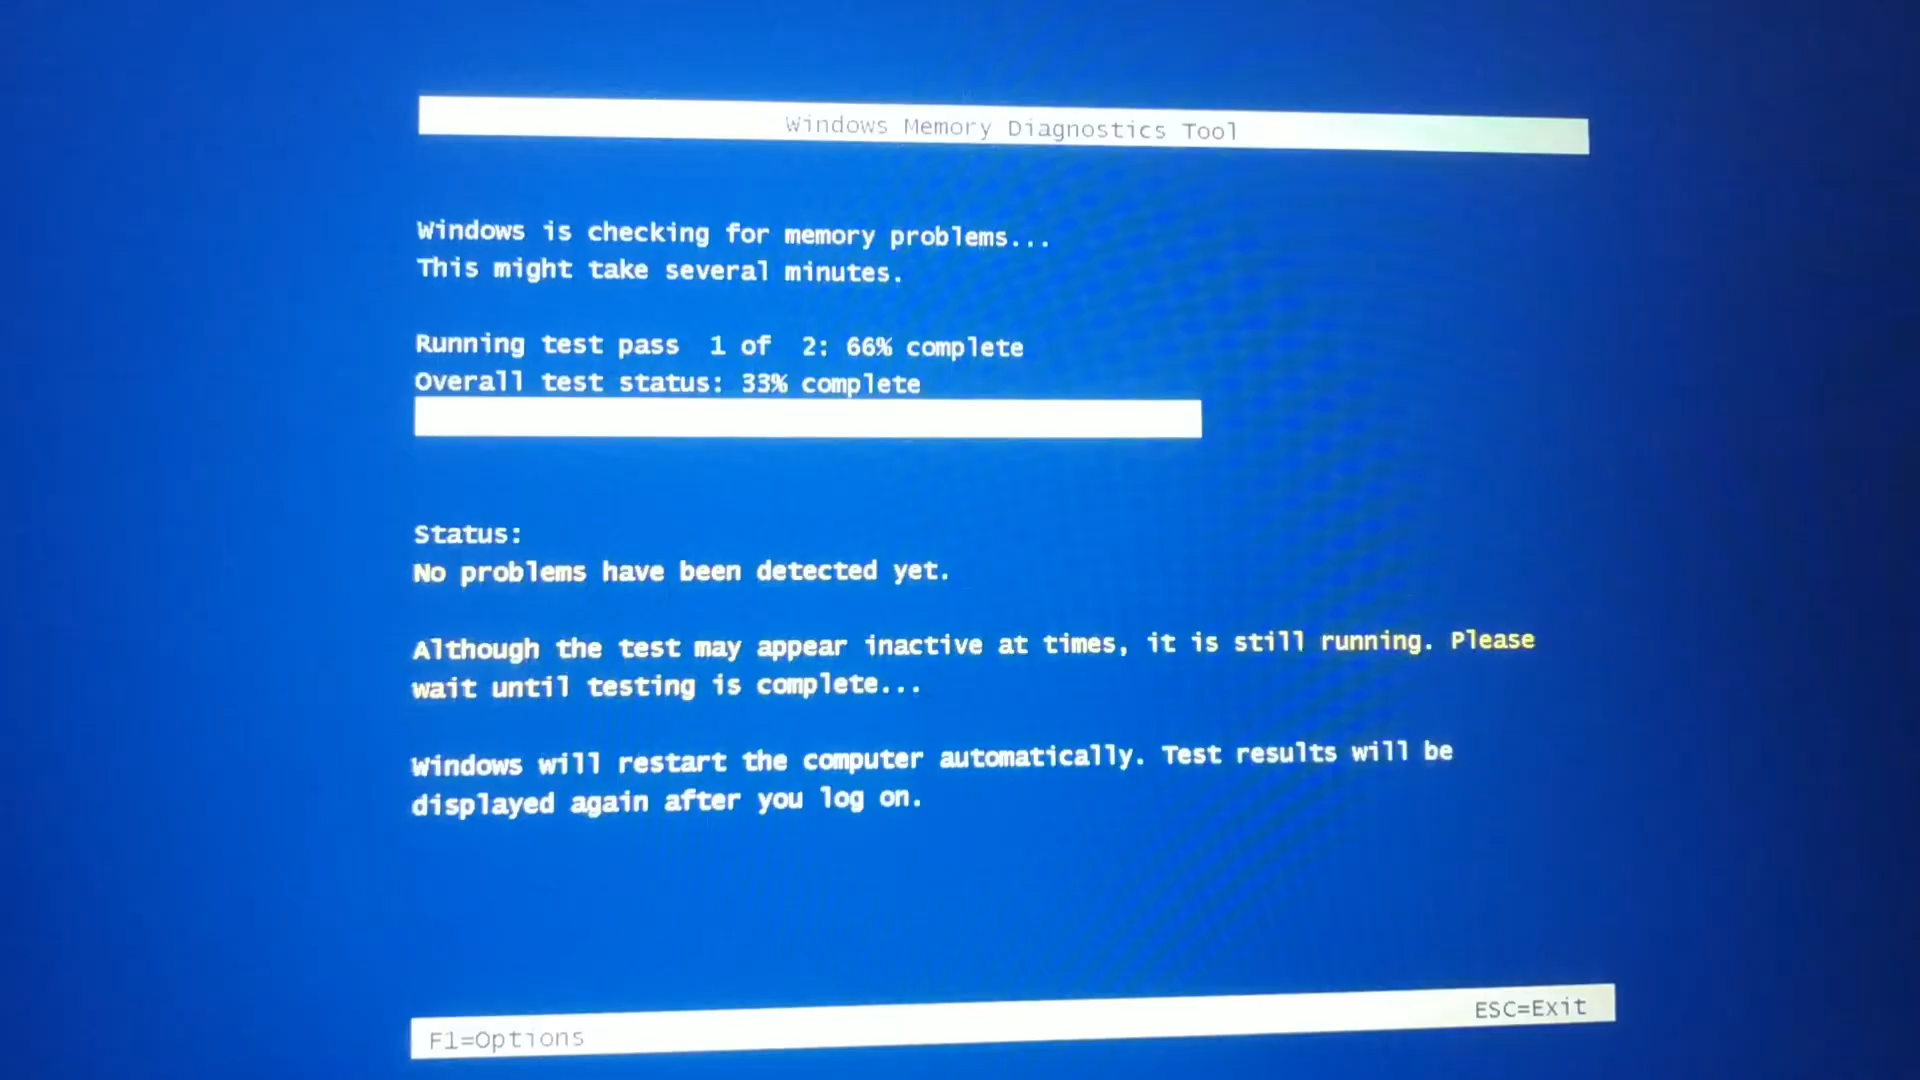 Windows Memory Diagnostics Tool
Windows is checking for memory problems...
This might take several minutes.
Running test pass  1 of  2: 66% complete
Overall test status: 33% complete
Status:
No problems have been detected yet.
Although the test may appear inactive at times, it is still running. Please
wait until testing is complete...
Windows will restart the computer automatically. Test results will be
displayed again after you log on.
F1=Options
ESC=Exit